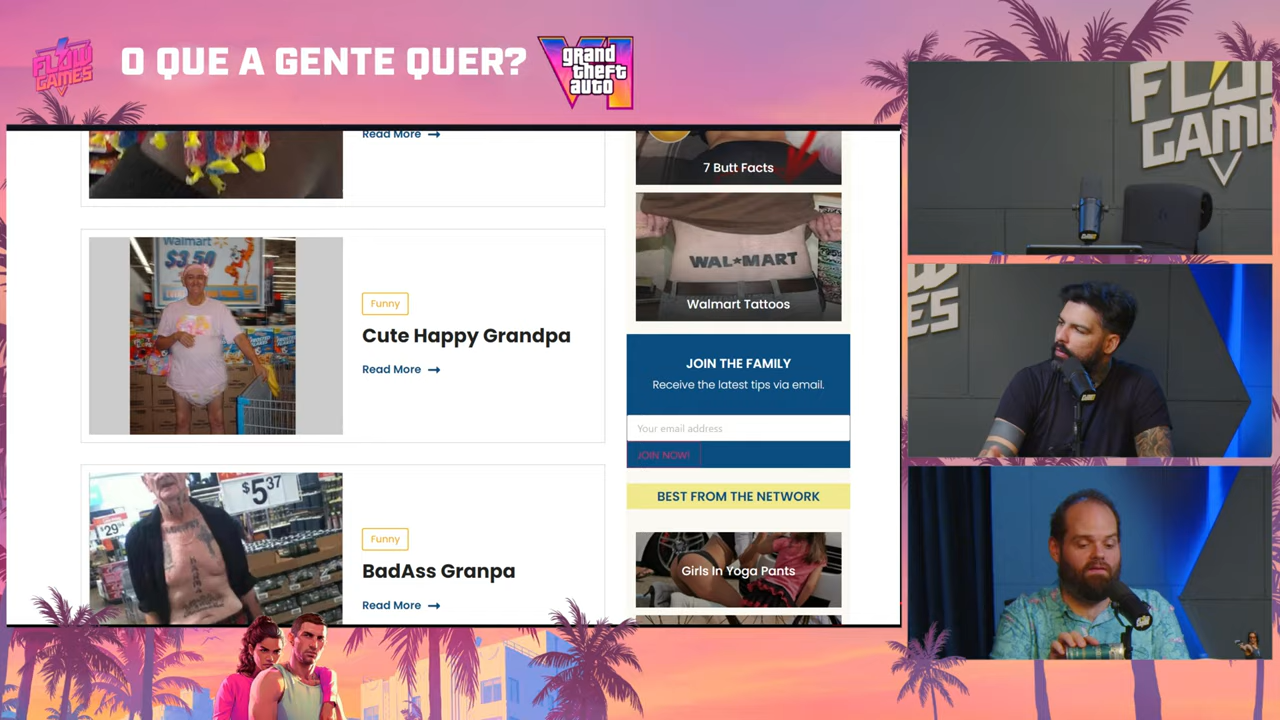 FLOW
GAMES
O QUE A GENTE QUER?
grand
theft
auto
VI
Read More →
7 Butt Facts
Walmart
$3.50
Funny
Cute Happy Grandpa
Read More →
WAL★MART
Walmart Tattoos
JOIN THE FAMILY
Receive the latest tips via email.
Your email address
JOIN NOW!
BEST FROM THE NETWORK
$5.37
29
Funny
BadAss Granpa
Read More →
Girls In Yoga Pants
FLOW
GAME
W
ES